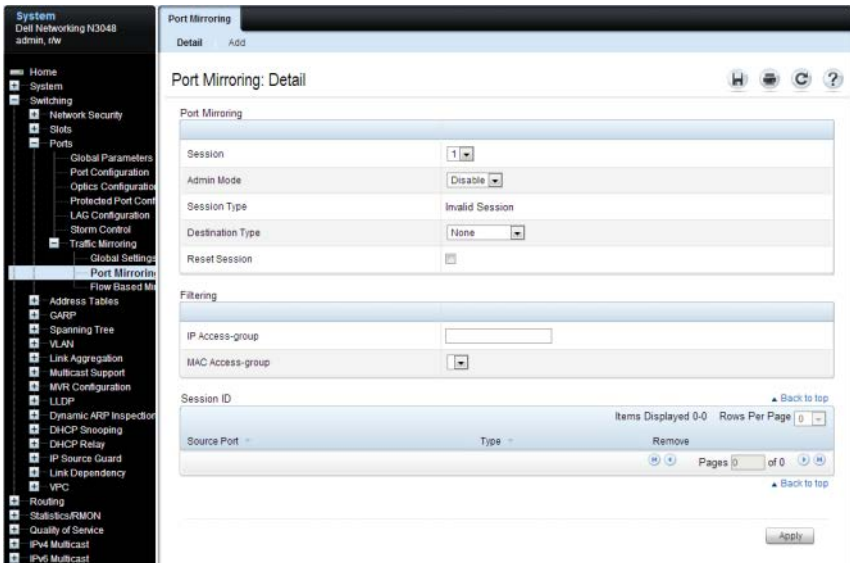 System
Dell Networking N3048
admin, r/w
Home
System
Switching
Network Security
Slots
Ports
Global Parameters
Port Configuration
Optics Configuration
Protected Port Conf
LAG Configuration
Storm Control
Traffic Mirroring
Global Settings
Port Mirroring
Flow Based Mi
Address Tables
GARP
Spanning Tree
VLAN
Link Aggregation
Multicast Support
MVR Configuration
LLDP
Dynamic ARP Inspection
DHCP Snooping
DHCP Relay
IP Source Guard
Link Dependency
VPC
Routing
Statistics/RMON
Quality of Service
IPv4 Multicast
IPv6 Multicast
Port Mirroring
Detail Add
Port Mirroring: Detail
Port Mirroring
Session 1
Admin Mode Disable
Session Type Invalid Session
Destination Type None
Reset Session
Filtering
IP Access-group
MAC Access-group
Session ID Back to top
Items Displayed 0-0 Rows Per Page 0
Source Port Type Remove
Pages 0 of 0
Back to top
Apply